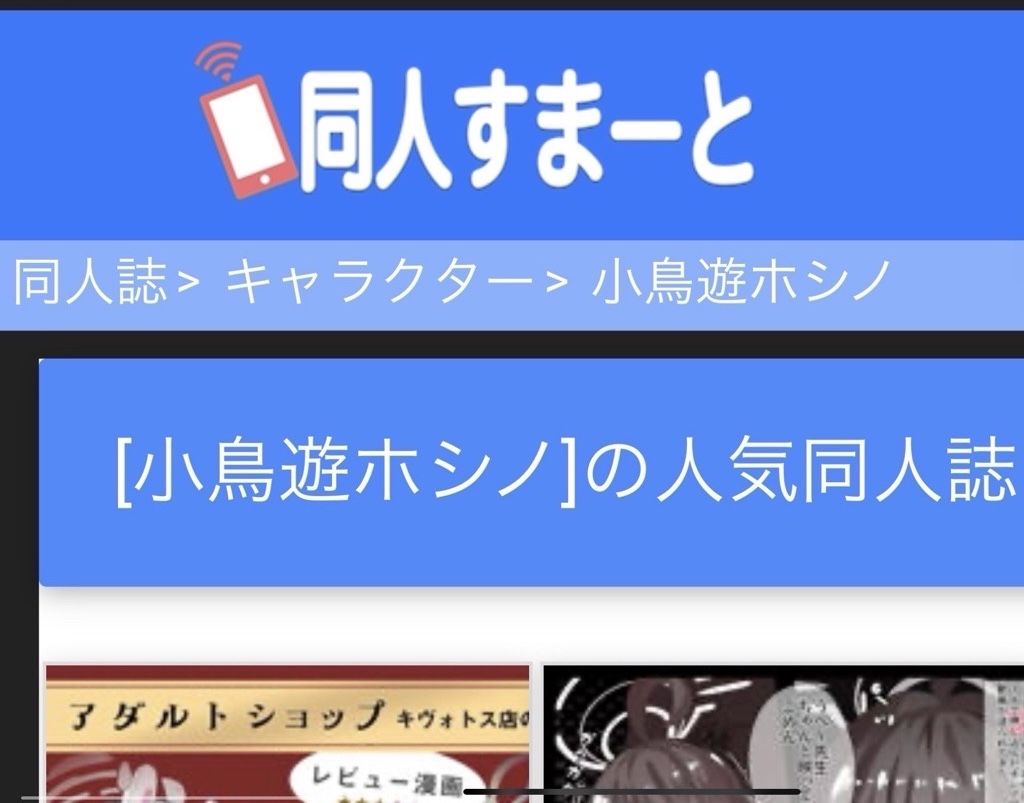 同人すまーと
同人誌> キャラクター> 小鳥遊ホシノ
[小鳥遊ホシノ]の人気同人誌
アダルトショップ キヴォトス店の
レビュー漫画